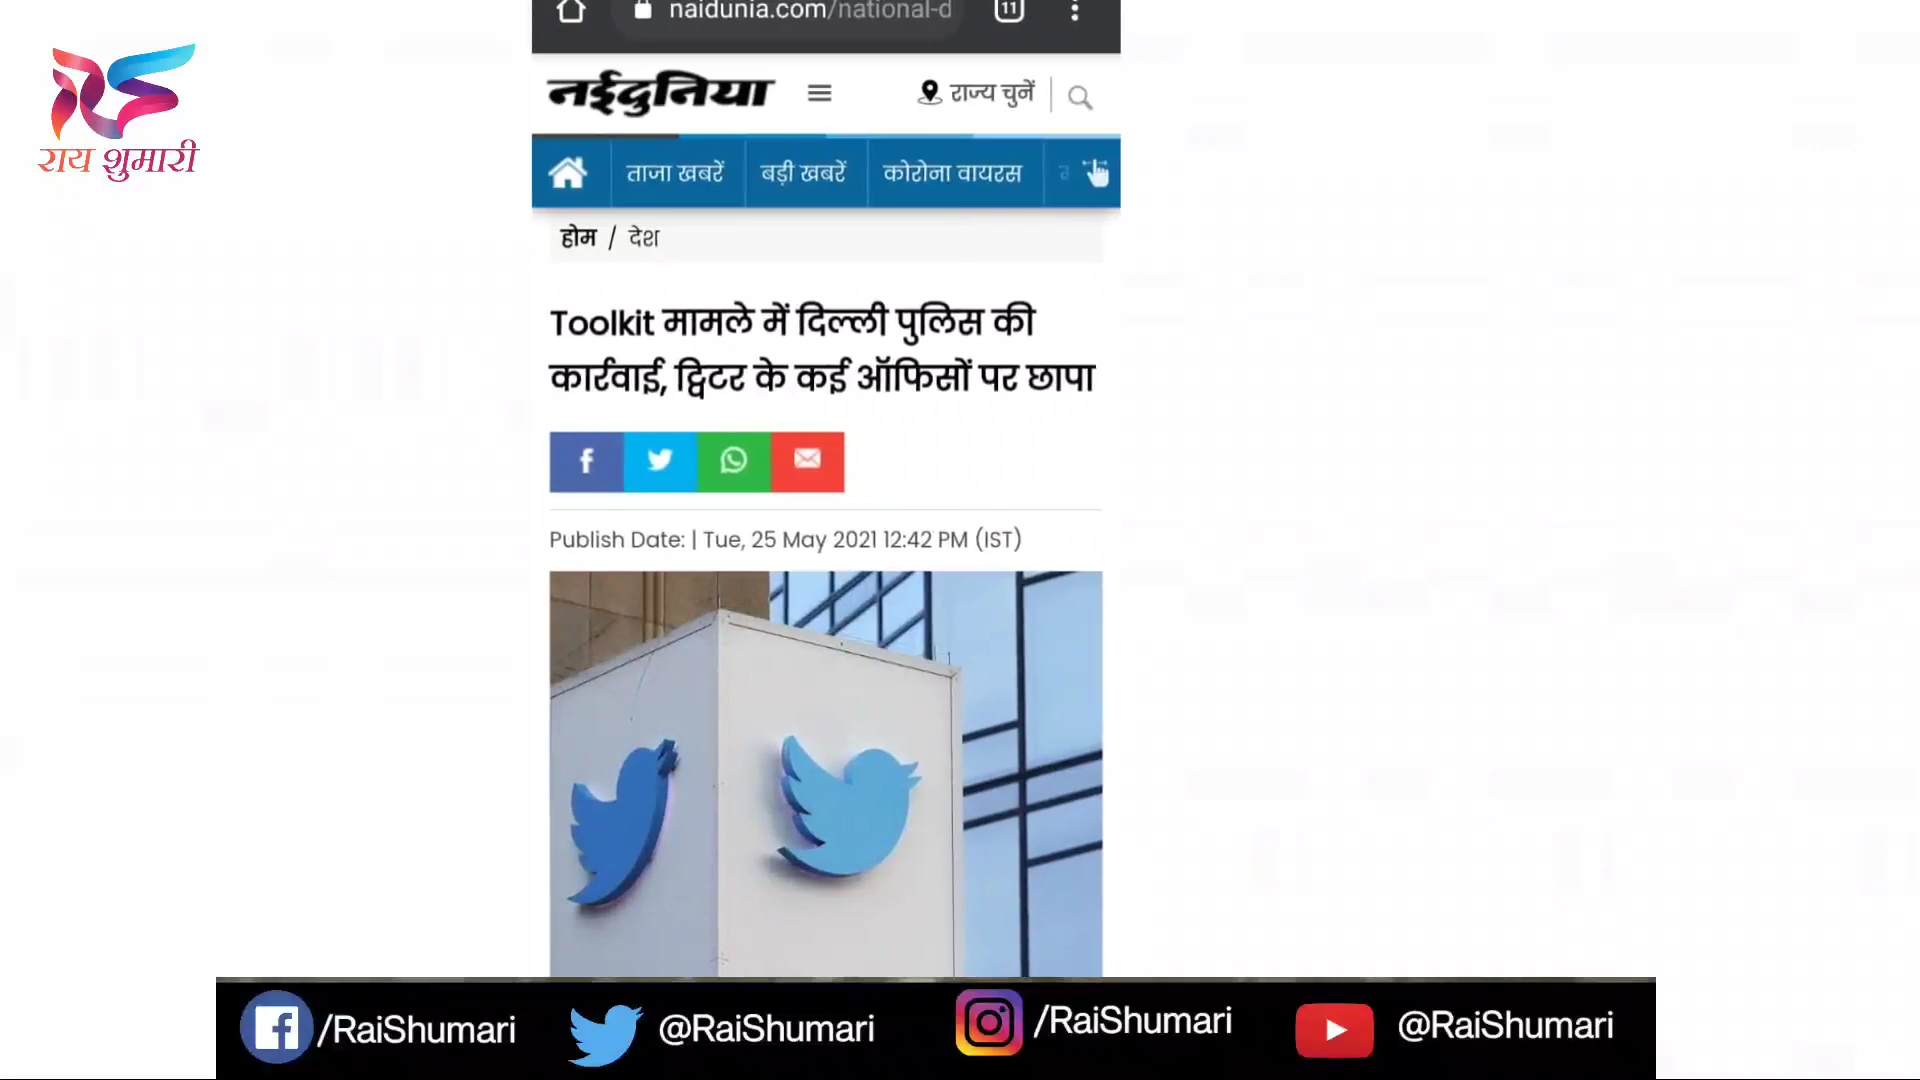 naidunia.com/national-d
11
राय शुमारी
नईदुनिया
राज्य चुनें
ताजा खबरें
बड़ी खबरें
कोरोना वायरस
होम / देश
Toolkit मामले में दिल्ली पुलिस की
कार्रवाई, ट्विटर के कई ऑफिसों पर छापा
Publish Date: | Tue, 25 May 2021 12:42 PM (IST)
/RaiShumari
@RaiShumari
/RaiShumari
@RaiShumari